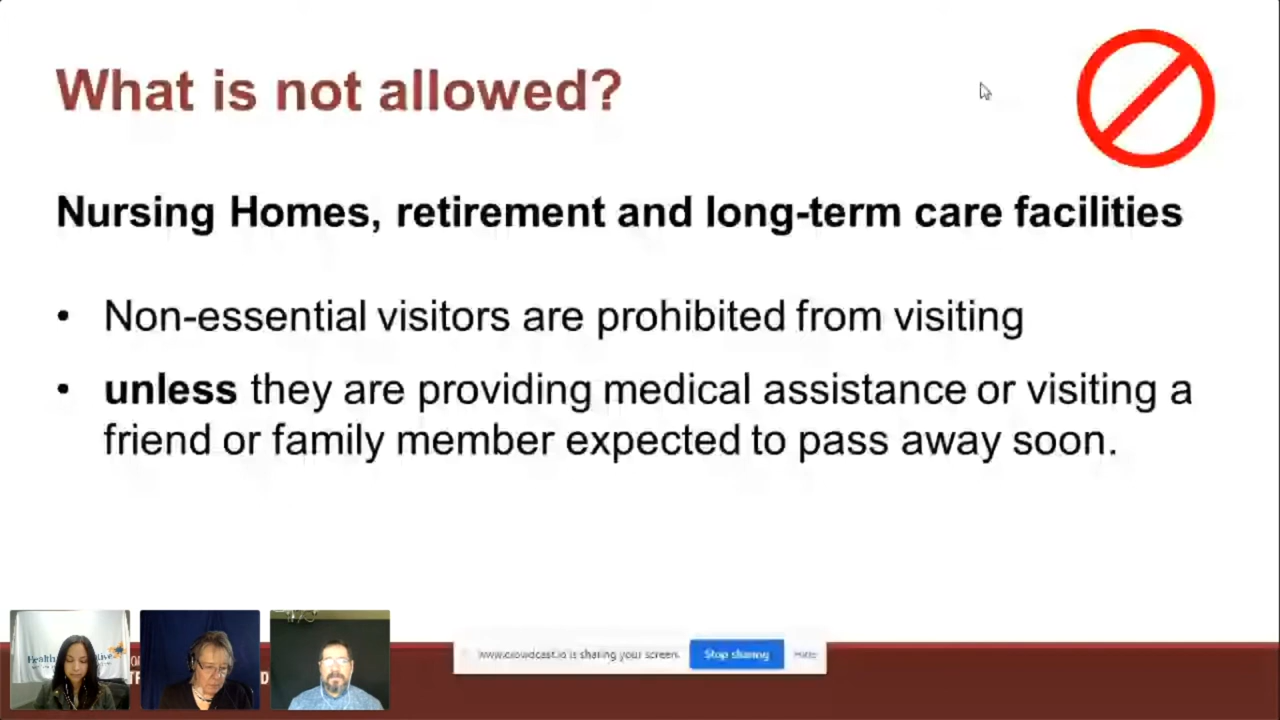 What is not allowed?
Nursing Homes, retirement and long-term care facilities
• Non-essential visitors are prohibited from visiting
• unless they are providing medical assistance or visiting a
friend or family member expected to pass away soon.
www.crowdcast.io is sharing your screen.
Stop sharing
Hide